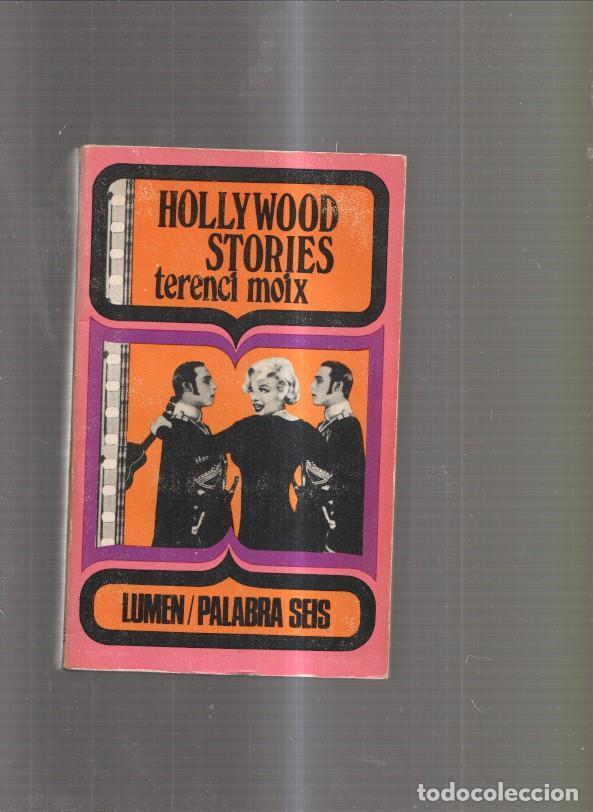 HOLLYWOOD
STORIES
terenci moix
LUMEN/PALABRA SEIS
todocoleccion